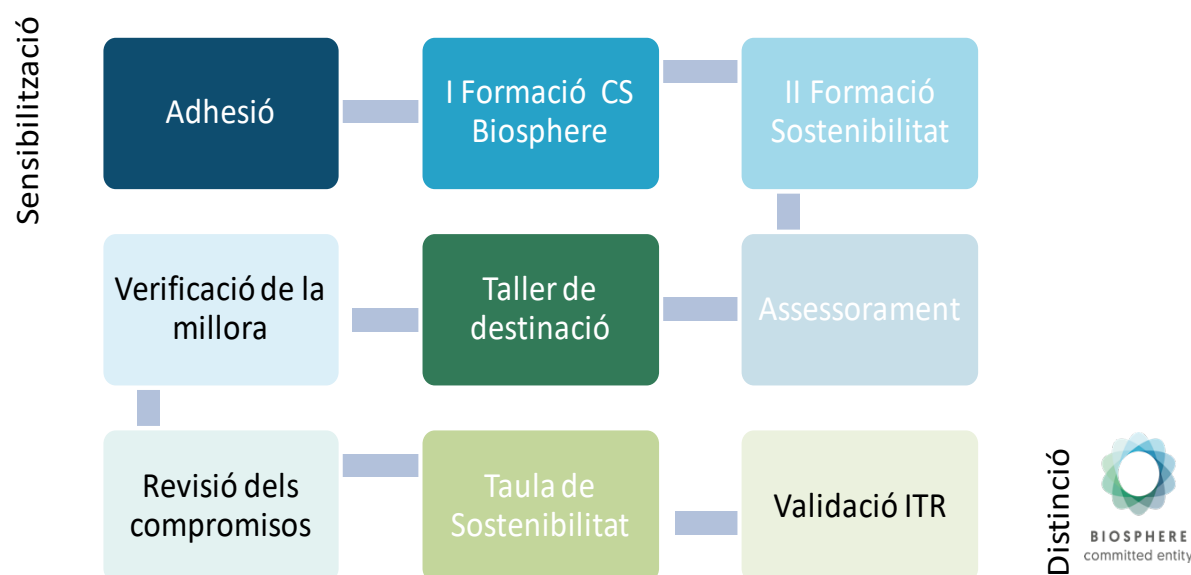 Sensibilització
Adhesió
I Formació CS
Biosphere
II Formació
Sostenibilitat
Verificació de la
millora
Taller de
destinació
Assessorament
Revisió dels
compromisos
Taula de
Sostenibilitat
Validació ITR
Distinció
BIOSPHERE
committed entity